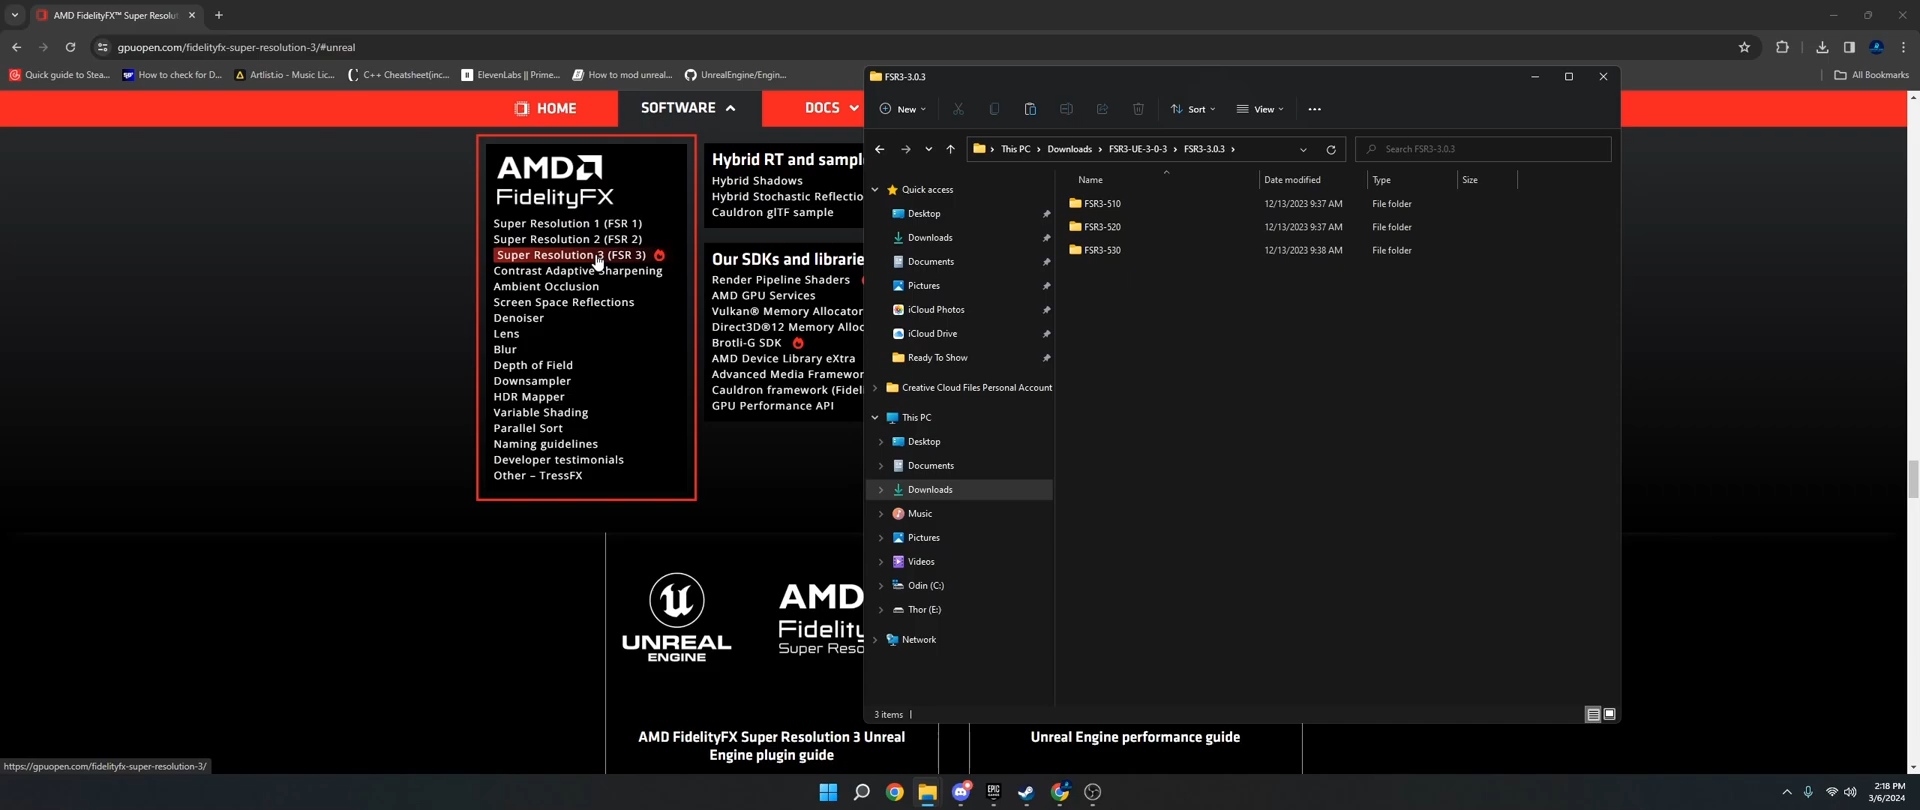 AMD FidelityFX™ Super Resolu
gpuopen.com/fidelityfx-super-resolution-3/#unreal
Quick guide to Stea...
How to check for D...
Artlist.io - Music Lic...
C++ Cheatsheet(inc...
ElevenLabs || Prime...
How to mod unreal...
UnrealEngine/Engin...
All Bookmarks
HOME
SOFTWARE
DOCS
AMD
FidelityFX
Super Resolution 1 (FSR 1)
Super Resolution 2 (FSR 2)
Super Resolution 3 (FSR 3)
Contrast Adaptive Sharpening
Ambient Occlusion
Screen Space Reflections
Denoiser
Lens
Blur
Depth of Field
Downsampler
HDR Mapper
Variable Shading
Parallel Sort
Naming guidelines
Developer testimonials
Other – TressFX
Hybrid RT and sampl
Hybrid Shadows
Hybrid Stochastic Reflectio
Cauldron glTF sample
Our SDKs and librarie
Render Pipeline Shaders
AMD GPU Services
Vulkan® Memory Allocator
Direct3D®12 Memory Alloc
Brotli-G SDK
AMD Device Library eXtra
Advanced Media Framewor
Cauldron framework (Fideli
GPU Performance API
UNREAL
ENGINE
AMD
Fidelity
Super Reso
AMD FidelityFX Super Resolution 3 Unreal
Engine plugin guide
Unreal Engine performance guide
https://gpuopen.com/fidelityfx-super-resolution-3/
FSR3-3.0.3
New
Sort
View
This PC > Downloads > FSR3-UE-3-0-3 > FSR3-3.0.3 >
Search FSR3-3.0.3
Name
Date modified
Type
Size
FSR3-510 12/13/2023 9:37 AM File folder
FSR3-520 12/13/2023 9:37 AM File folder
FSR3-530 12/13/2023 9:38 AM File folder
Quick access
Desktop
Downloads
Documents
Pictures
iCloud Photos
iCloud Drive
Ready To Show
Creative Cloud Files Personal Account
This PC
Desktop
Documents
Downloads
Music
Pictures
Videos
Odin (C:)
Thor (E:)
Network
3 items
EPIC
2:18 PM
3/6/2024